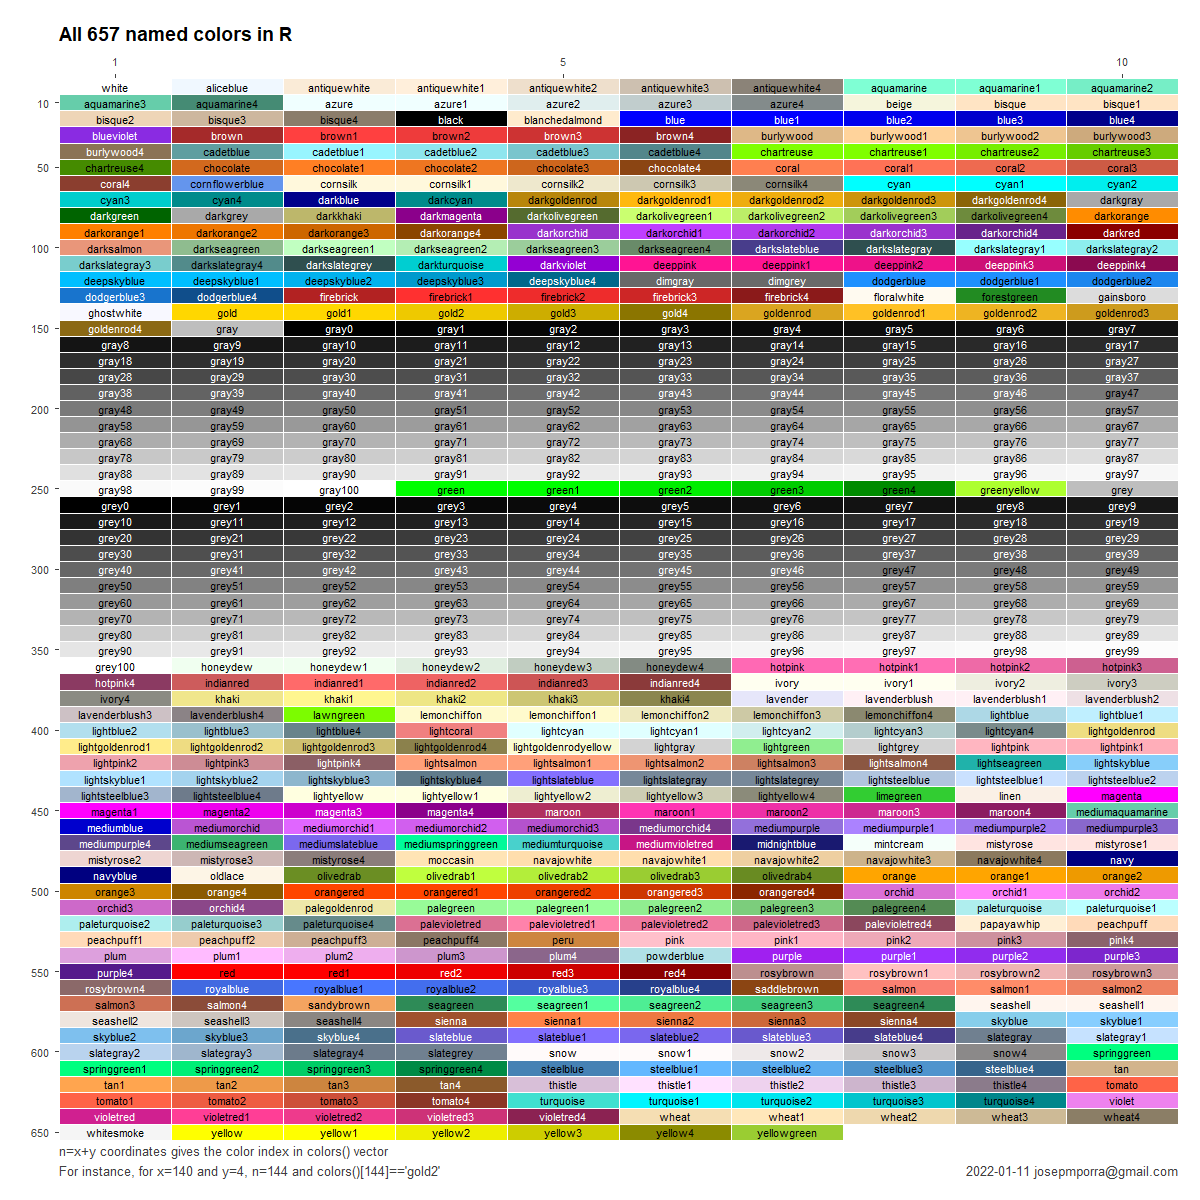 All 657 named colors in R
1 5 10
white aliceblue antiquewhite antiquewhite1 antiquewhite2 antiquewhite3 antiquewhite4 aquamarine aquamarine1 aquamarine2
10 aquamarine3 aquamarine4 azure azure1 azure2 azure3 azure4 beige bisque bisque1
bisque2 bisque3 bisque4 black blanchedalmond blue blue1 blue2 blue3 blue4
blueviolet brown brown1 brown2 brown3 brown4 burlywood burlywood1 burlywood2 burlywood3
burlywood4 cadetblue cadetblue1 cadetblue2 cadetblue3 cadetblue4 chartreuse chartreuse1 chartreuse2 chartreuse3
50 chartreuse4 chocolate chocolate1 chocolate2 chocolate3 chocolate4 coral coral1 coral2 coral3
coral4 cornflowerblue cornsilk cornsilk1 cornsilk2 cornsilk3 cornsilk4 cyan cyan1 cyan2
cyan3 cyan4 darkblue darkcyan darkgoldenrod darkgoldenrod1 darkgoldenrod2 darkgoldenrod3 darkgoldenrod4 darkgray
darkgreen darkgrey darkkhaki darkmagenta darkolivegreen darkolivegreen1 darkolivegreen2 darkolivegreen3 darkolivegreen4 darkorange
darkorange1 darkorange2 darkorange3 darkorange4 darkorchid darkorchid1 darkorchid2 darkorchid3 darkorchid4 darkred
100 darksalmon darkseagreen darkseagreen1 darkseagreen2 darkseagreen3 darkseagreen4 darkslateblue darkslategray darkslategray1 darkslategray2
darkslategray3 darkslategray4 darkslategrey darkturquoise darkviolet deeppink deeppink1 deeppink2 deeppink3 deeppink4
deepskyblue deepskyblue1 deepskyblue2 deepskyblue3 deepskyblue4 dimgray dimgrey dodgerblue dodgerblue1 dodgerblue2
dodgerblue3 dodgerblue4 firebrick firebrick1 firebrick2 firebrick3 firebrick4 floralwhite forestgreen gainsboro
ghostwhite gold gold1 gold2 gold3 gold4 goldenrod goldenrod1 goldenrod2 goldenrod3
150 goldenrod4 gray gray0 gray1 gray2 gray3 gray4 gray5 gray6 gray7
gray8 gray9 gray10 gray11 gray12 gray13 gray14 gray15 gray16 gray17
gray18 gray19 gray20 gray21 gray22 gray23 gray24 gray25 gray26 gray27
gray28 gray29 gray30 gray31 gray32 gray33 gray34 gray35 gray36 gray37
gray38 gray39 gray40 gray41 gray42 gray43 gray44 gray45 gray46 gray47
200 gray48 gray49 gray50 gray51 gray52 gray53 gray54 gray55 gray56 gray57
gray58 gray59 gray60 gray61 gray62 gray63 gray64 gray65 gray66 gray67
gray68 gray69 gray70 gray71 gray72 gray73 gray74 gray75 gray76 gray77
gray78 gray79 gray80 gray81 gray82 gray83 gray84 gray85 gray86 gray87
gray88 gray89 gray90 gray91 gray92 gray93 gray94 gray95 gray96 gray97
250 gray98 gray99 gray100 green green1 green2 green3 green4 greenyellow grey
grey0 grey1 grey2 grey3 grey4 grey5 grey6 grey7 grey8 grey9
grey10 grey11 grey12 grey13 grey14 grey15 grey16 grey17 grey18 grey19
grey20 grey21 grey22 grey23 grey24 grey25 grey26 grey27 grey28 grey29
grey30 grey31 grey32 grey33 grey34 grey35 grey36 grey37 grey38 grey39
300 grey40 grey41 grey42 grey43 grey44 grey45 grey46 grey47 grey48 grey49
grey50 grey51 grey52 grey53 grey54 grey55 grey56 grey57 grey58 grey59
grey60 grey61 grey62 grey63 grey64 grey65 grey66 grey67 grey68 grey69
grey70 grey71 grey72 grey73 grey74 grey75 grey76 grey77 grey78 grey79
grey80 grey81 grey82 grey83 grey84 grey85 grey86 grey87 grey88 grey89
350 grey90 grey91 grey92 grey93 grey94 grey95 grey96 grey97 grey98 grey99
grey100 honeydew honeydew1 honeydew2 honeydew3 honeydew4 hotpink hotpink1 hotpink2 hotpink3
hotpink4 indianred indianred1 indianred2 indianred3 indianred4 ivory ivory1 ivory2 ivory3
ivory4 khaki khaki1 khaki2 khaki3 khaki4 lavender lavenderblush lavenderblush1 lavenderblush2
lavenderblush3 lavenderblush4 lawngreen lemonchiffon lemonchiffon1 lemonchiffon2 lemonchiffon3 lemonchiffon4 lightblue lightblue1
400 lightblue2 lightblue3 lightblue4 lightcoral lightcyan lightcyan1 lightcyan2 lightcyan3 lightcyan4 lightgoldenrod
lightgoldenrod1 lightgoldenrod2 lightgoldenrod3 lightgoldenrod4 lightgoldenrodyellow lightgray lightgreen lightgrey lightpink lightpink1
lightpink2 lightpink3 lightpink4 lightsalmon lightsalmon1 lightsalmon2 lightsalmon3 lightsalmon4 lightseagreen lightskyblue
lightskyblue1 lightskyblue2 lightskyblue3 lightskyblue4 lightslateblue lightslategray lightslategrey lightsteelblue lightsteelblue1 lightsteelblue2
lightsteelblue3 lightsteelblue4 lightyellow lightyellow1 lightyellow2 lightyellow3 lightyellow4 limegreen linen magenta
450 magenta1 magenta2 magenta3 magenta4 maroon maroon1 maroon2 maroon3 maroon4 mediumaquamarine
mediumblue mediumorchid mediumorchid1 mediumorchid2 mediumorchid3 mediumorchid4 mediumpurple mediumpurple1 mediumpurple2 mediumpurple3
mediumpurple4 mediumseagreen mediumslateblue mediumspringgreen mediumturquoise mediumvioletred midnightblue mintcream mistyrose mistyrose1
mistyrose2 mistyrose3 mistyrose4 moccasin navajowhite navajowhite1 navajowhite2 navajowhite3 navajowhite4 navy
navyblue oldlace olivedrab olivedrab1 olivedrab2 olivedrab3 olivedrab4 orange orange1 orange2
500 orange3 orange4 orangered orangered1 orangered2 orangered3 orangered4 orchid orchid1 orchid2
orchid3 orchid4 palegoldenrod palegreen palegreen1 palegreen2 palegreen3 palegreen4 paleturquoise paleturquoise1
paleturquoise2 paleturquoise3 paleturquoise4 palevioletred palevioletred1 palevioletred2 palevioletred3 palevioletred4 papayawhip peachpuff
peachpuff1 peachpuff2 peachpuff3 peachpuff4 peru pink pink1 pink2 pink3 pink4
plum plum1 plum2 plum3 plum4 powderblue purple purple1 purple2 purple3
550 purple4 red red1 red2 red3 red4 rosybrown rosybrown1 rosybrown2 rosybrown3
rosybrown4 royalblue royalblue1 royalblue2 royalblue3 royalblue4 saddlebrown salmon salmon1 salmon2
salmon3 salmon4 sandybrown seagreen seagreen1 seagreen2 seagreen3 seagreen4 seashell seashell1
seashell2 seashell3 seashell4 sienna sienna1 sienna2 sienna3 sienna4 skyblue skyblue1
skyblue2 skyblue3 skyblue4 slateblue slateblue1 slateblue2 slateblue3 slateblue4 slategray slategray1
600 slategray2 slategray3 slategray4 slategrey snow snow1 snow2 snow3 snow4 springgreen
springgreen1 springgreen2 springgreen3 springgreen4 steelblue steelblue1 steelblue2 steelblue3 steelblue4 tan
tan1 tan2 tan3 tan4 thistle thistle1 thistle2 thistle3 thistle4 tomato
tomato1 tomato2 tomato3 tomato4 turquoise turquoise1 turquoise2 turquoise3 turquoise4 violet
violetred violetred1 violetred2 violetred3 violetred4 wheat wheat1 wheat2 wheat3 wheat4
650 whitesmoke yellow yellow1 yellow2 yellow3 yellow4 yellowgreen
n=x+y coordinates gives the color index in colors() vector
For instance, for x=140 and y=4, n=144 and colors()[144]=='gold2' 2022-01-11 josepmporra@gmail.com